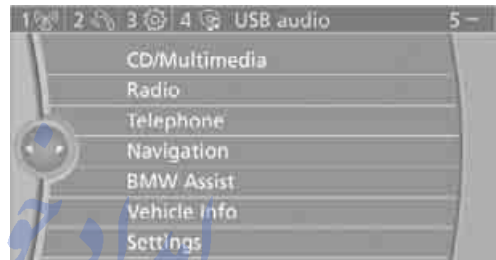 1 2 3 4 USB audio 5 –
CD/Multimedia
Radio
Telephone
Navigation
BMW Assist
Vehicle Info
Settings